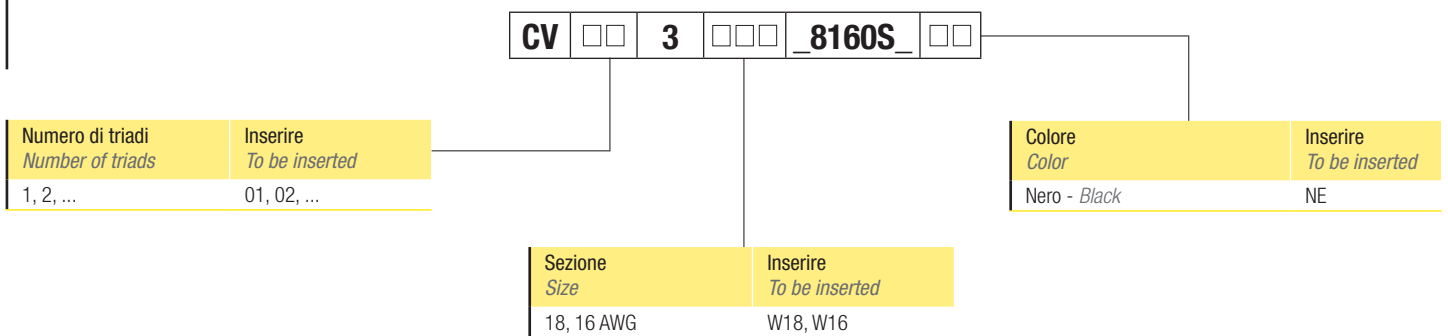 CV □□ 3 □□□ _8160S_ □□
Numero di triadi Inserire
Number of triads To be inserted
1, 2, ... 01, 02, ...
Colore Inserire
Color To be inserted
Nero - Black NE
Sezione Inserire
Size To be inserted
18, 16 AWG W18, W16